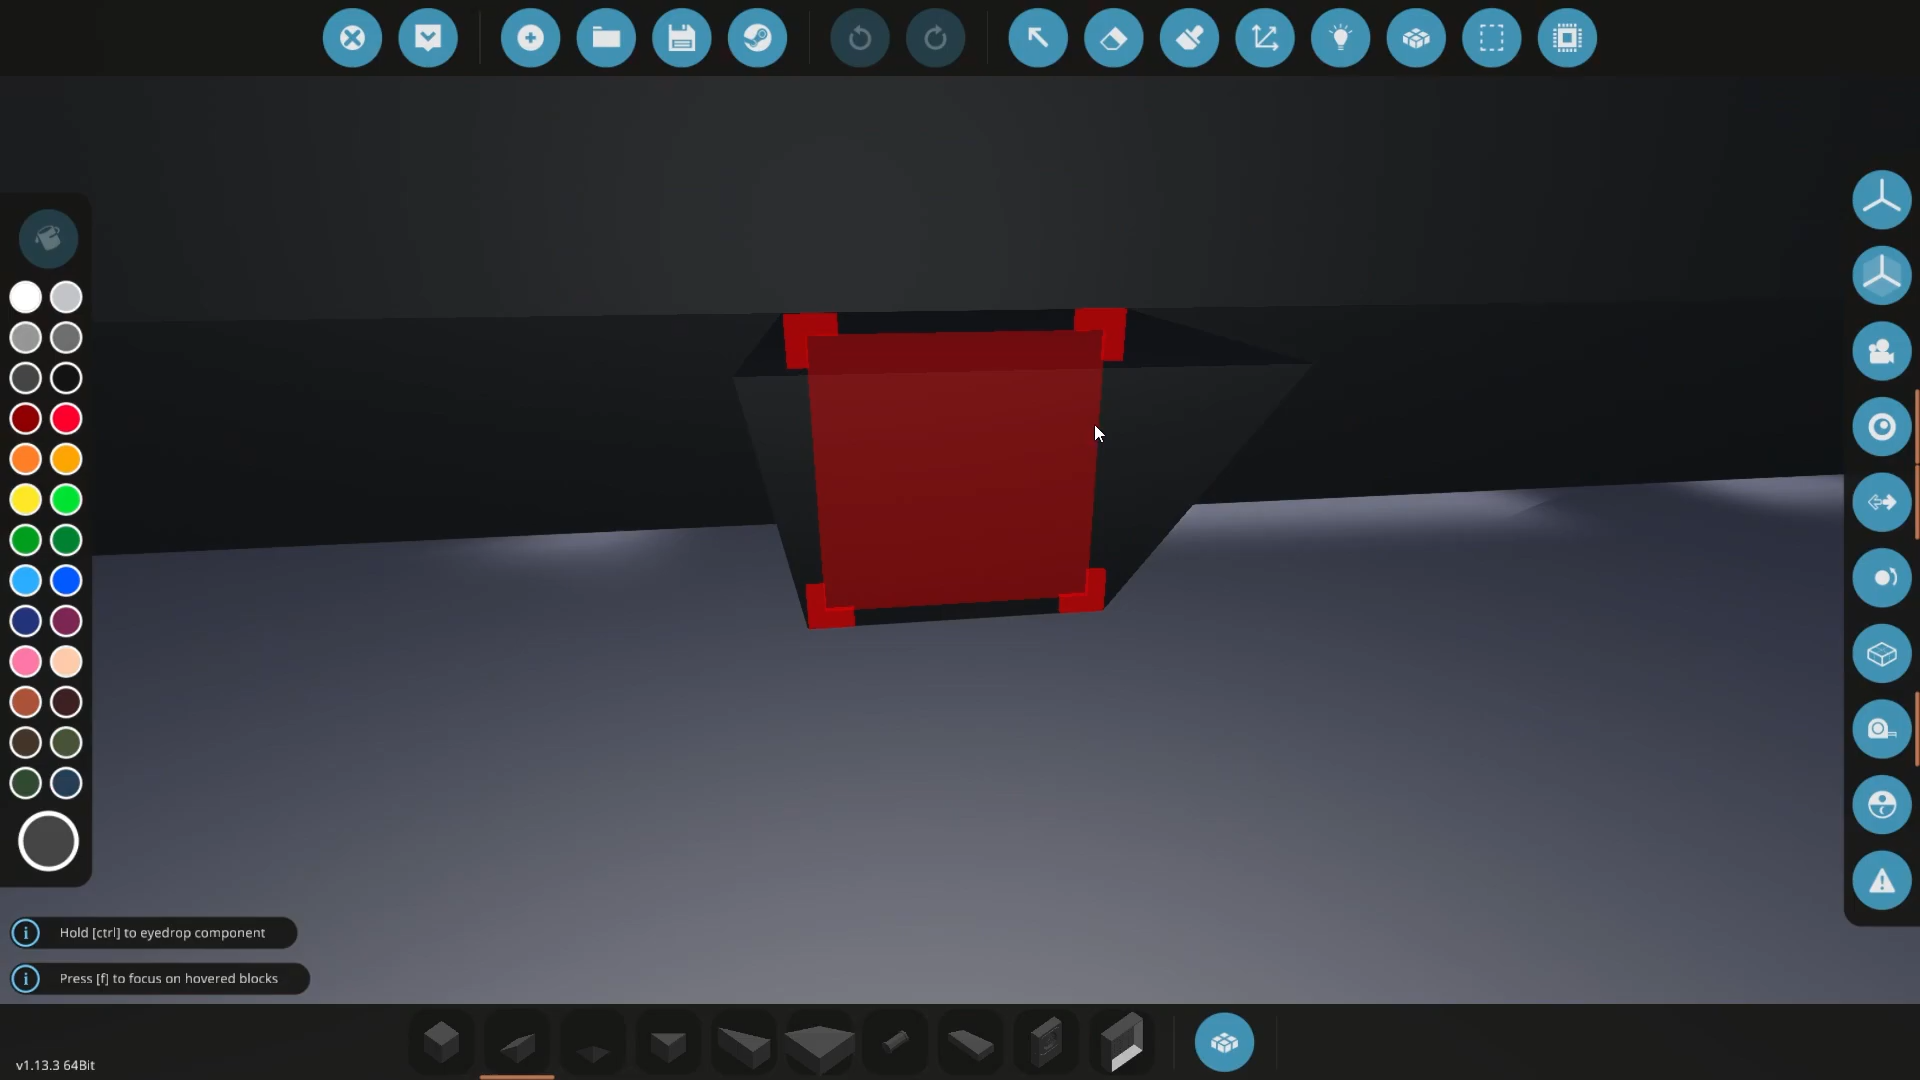 Hold [ctrl] to eyedrop component
Press [f] to focus on hovered blocks
v1.13.3 64Bit